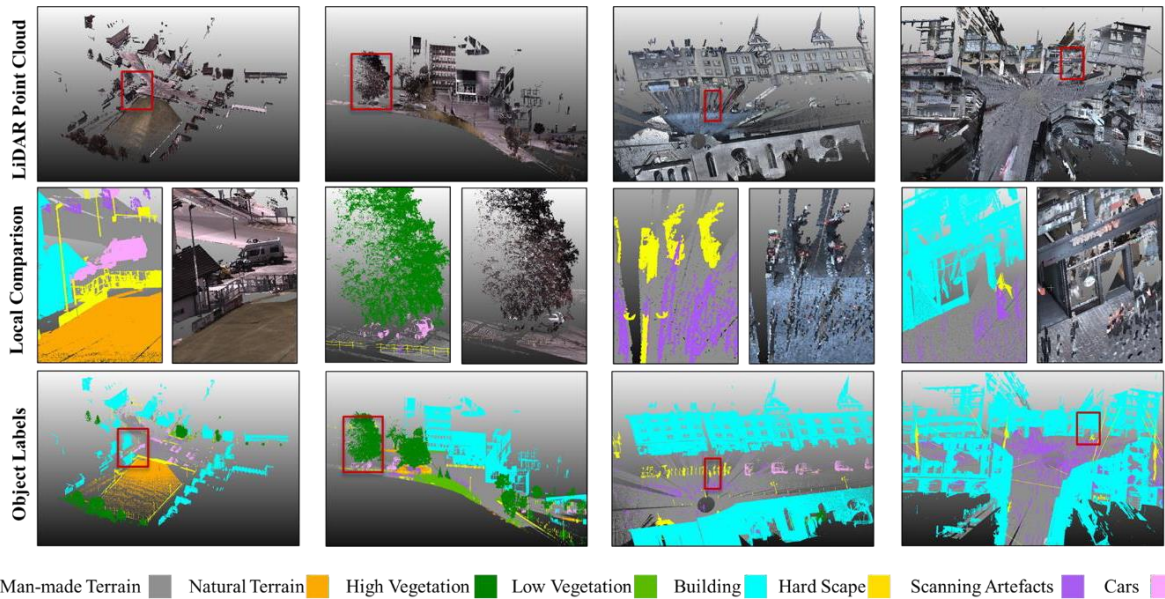 LiDAR Point Cloud
Local Comparison
Object Labels
Man-made Terrain Natural Terrain High Vegetation Low Vegetation Building Hard Scape Scanning Artefacts Cars